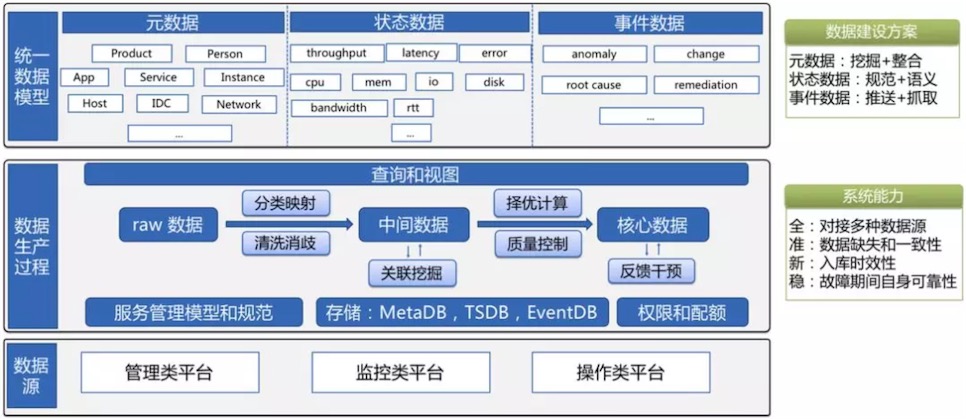 统一数据模型
元数据
Product
Person
App
Service
Instance
Host
IDC
Network
...
状态数据
throughput
latency
error
cpu
mem
io
disk
bandwidth
rtt
...
事件数据
anomaly
change
root cause
remediation
...
数据建设方案
元数据：挖掘+整合
状态数据：规范+语义
事件数据：推送+抓取
数据生产过程
查询和视图
raw 数据
分类映射
清洗消歧
中间数据
择优计算
质量控制
核心数据
关联挖掘
反馈干预
服务管理模型和规范
存储：MetaDB，TSDB，EventDB
权限和配额
系统能力
全：对接多种数据源
准：数据缺失和一致性
新：入库时效性
稳：故障期间自身可靠性
数据源
管理类平台
监控类平台
操作类平台